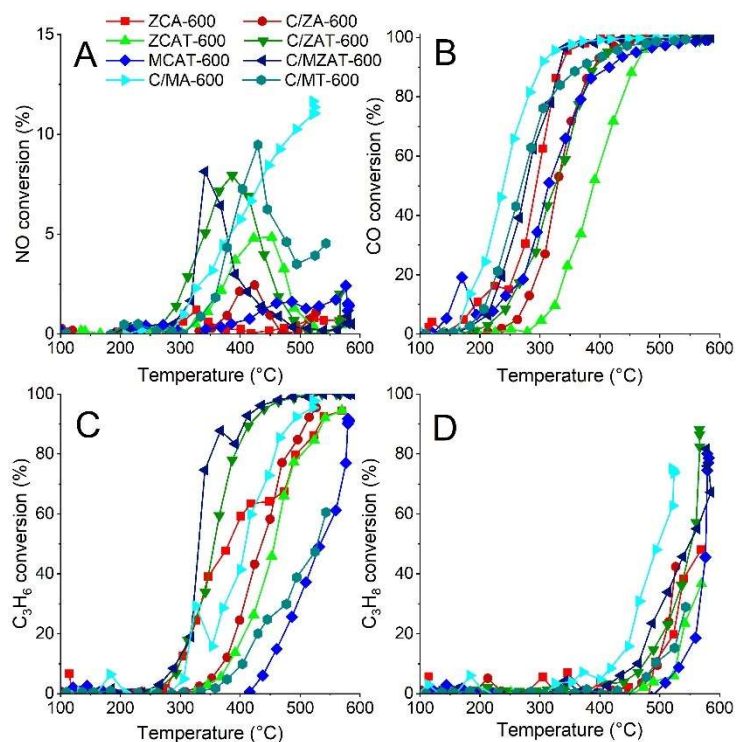 ZCA-600 C/ZA-600
ZCAT-600 C/ZAT-600
MCAT-600 C/MZAT-600
C/MA-600 C/MT-600
A
NO conversion (%)
15
10
5
0
100 200 300 400 500 600
Temperature (°C)
B
CO conversion (%)
100
80
60
40
20
0
100 200 300 400 500 600
Temperature (°C)
C
C₃H₆ conversion (%)
100
80
60
40
20
0
100 200 300 400 500 600
Temperature (°C)
D
C₃H₈ conversion (%)
100
80
60
40
20
0
100 200 300 400 500 600
Temperature (°C)